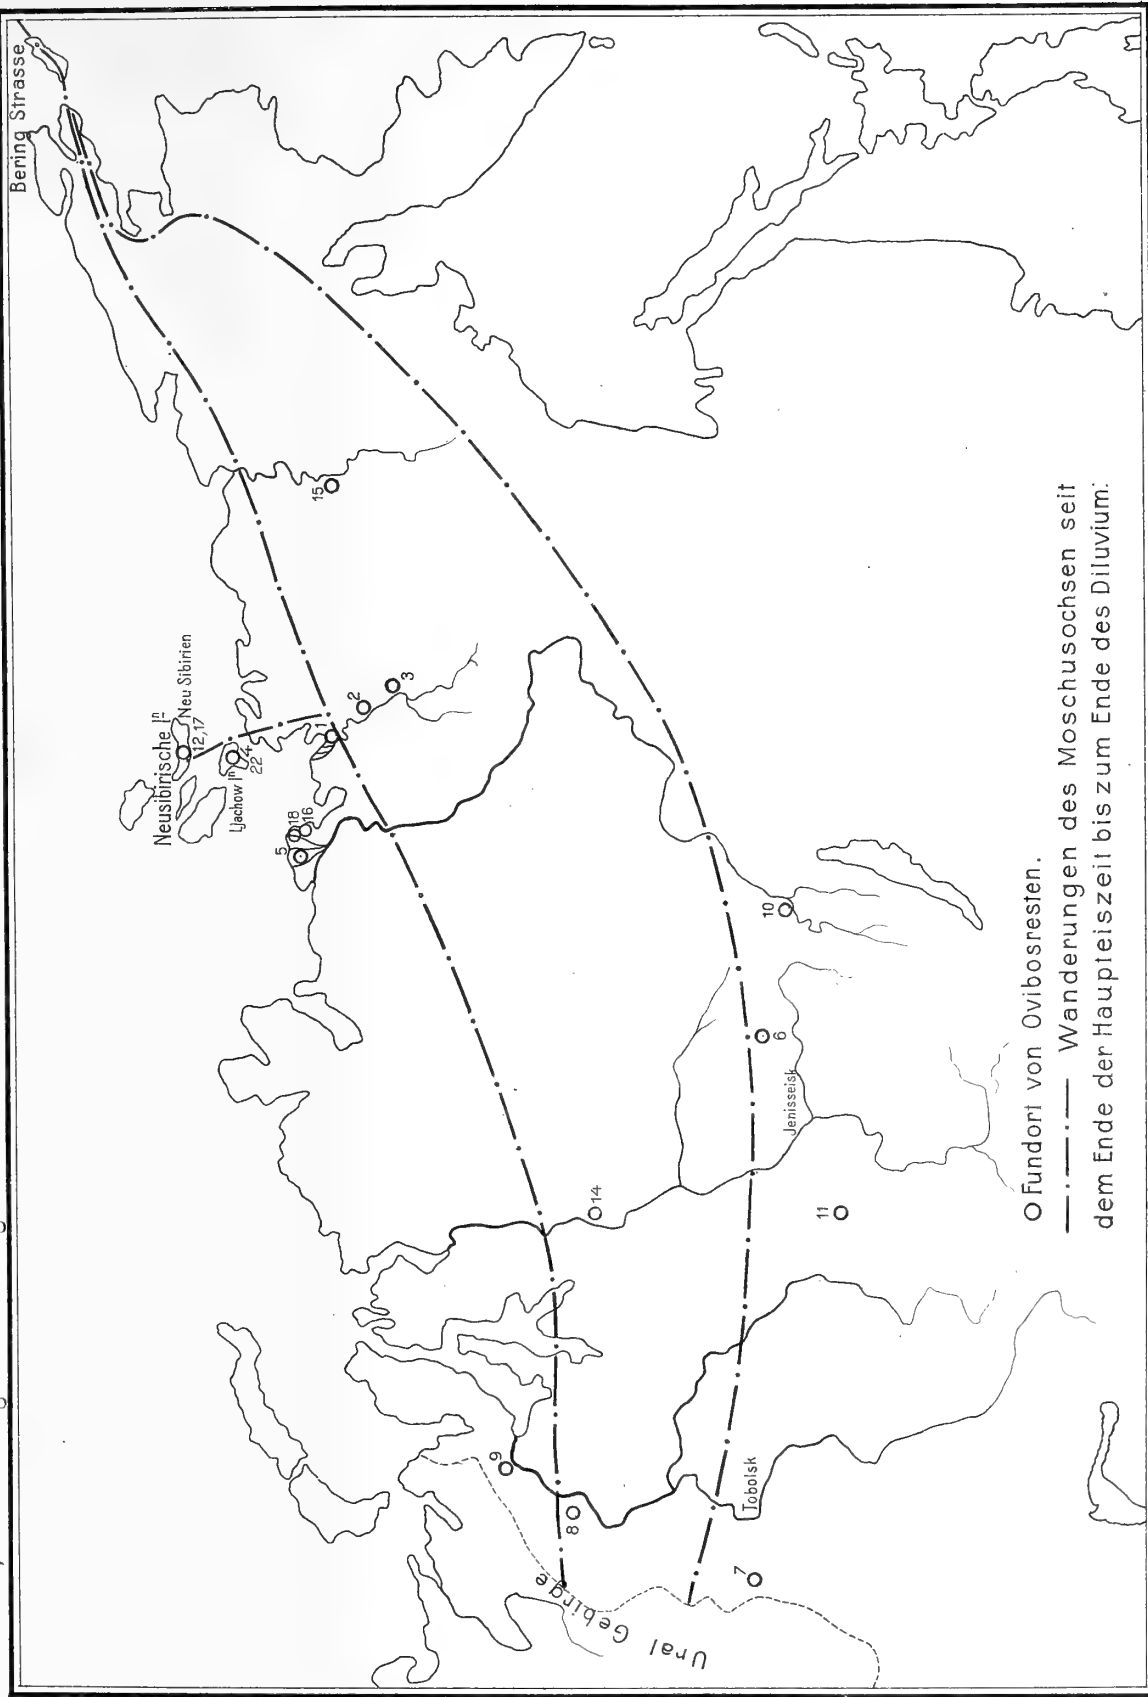 Bering Strasse
Neusibirische Iⁿ
Neu Sibirien
12,17
Ljachow Iⁿ
4
22
18
16
5
1
2
3
15
10
6
Jenisseisk
14
11
9
8
Tobolsk
7
Ural Gebirge
Fundort von Ovibosresten.
Wanderungen des Moschusochsen seit
dem Ende der Haupteiszeit bis zum Ende des Diluvium.